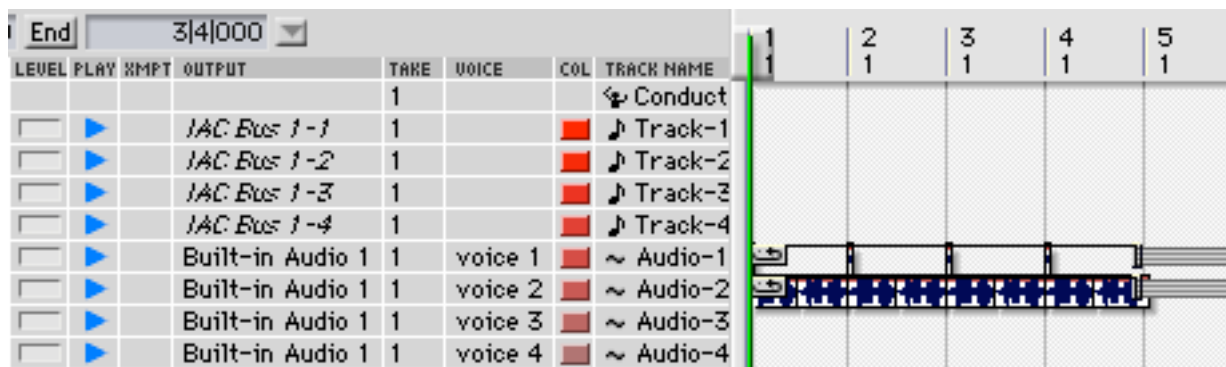 End 3|4|000
1 2 3 4 5
1 1 1 1 1
LEVEL PLAY XMPT OUTPUT TAKE VOICE COL TRACK NAME
1 Conduct
IAC Bus 1-1 1 Track-1
IAC Bus 1-2 1 Track-2
IAC Bus 1-3 1 Track-3
IAC Bus 1-4 1 Track-4
Built-in Audio 1 1 voice 1 Audio-1
Built-in Audio 1 1 voice 2 Audio-2
Built-in Audio 1 1 voice 3 Audio-3
Built-in Audio 1 1 voice 4 Audio-4